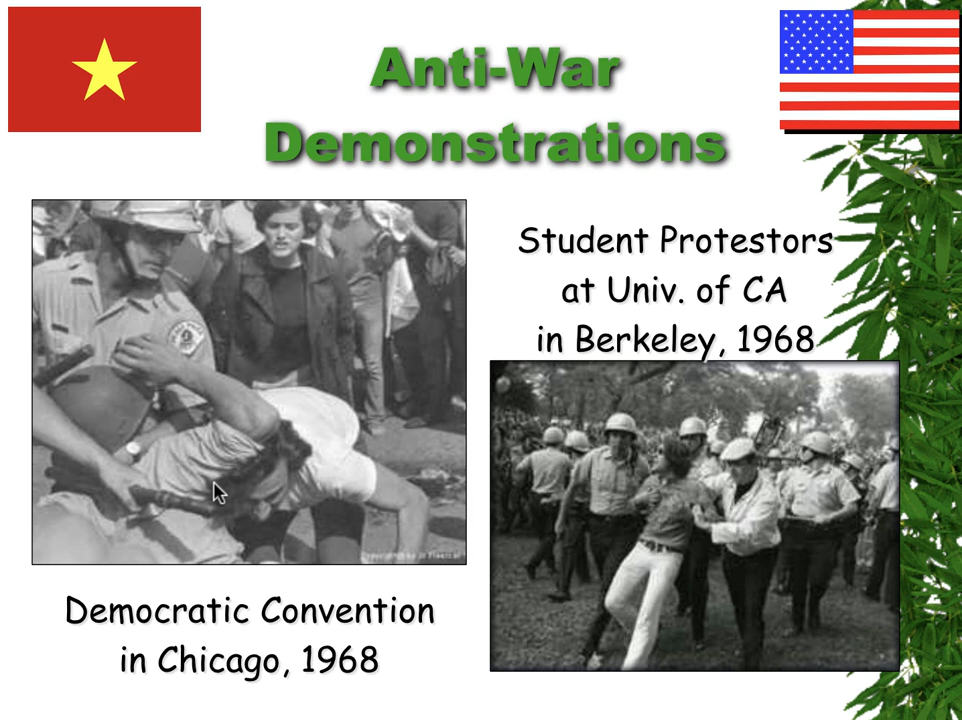 Anti-War
Demonstrations
Student Protestors
at Univ. of CA
in Berkeley, 1968
Democratic Convention
in Chicago, 1968